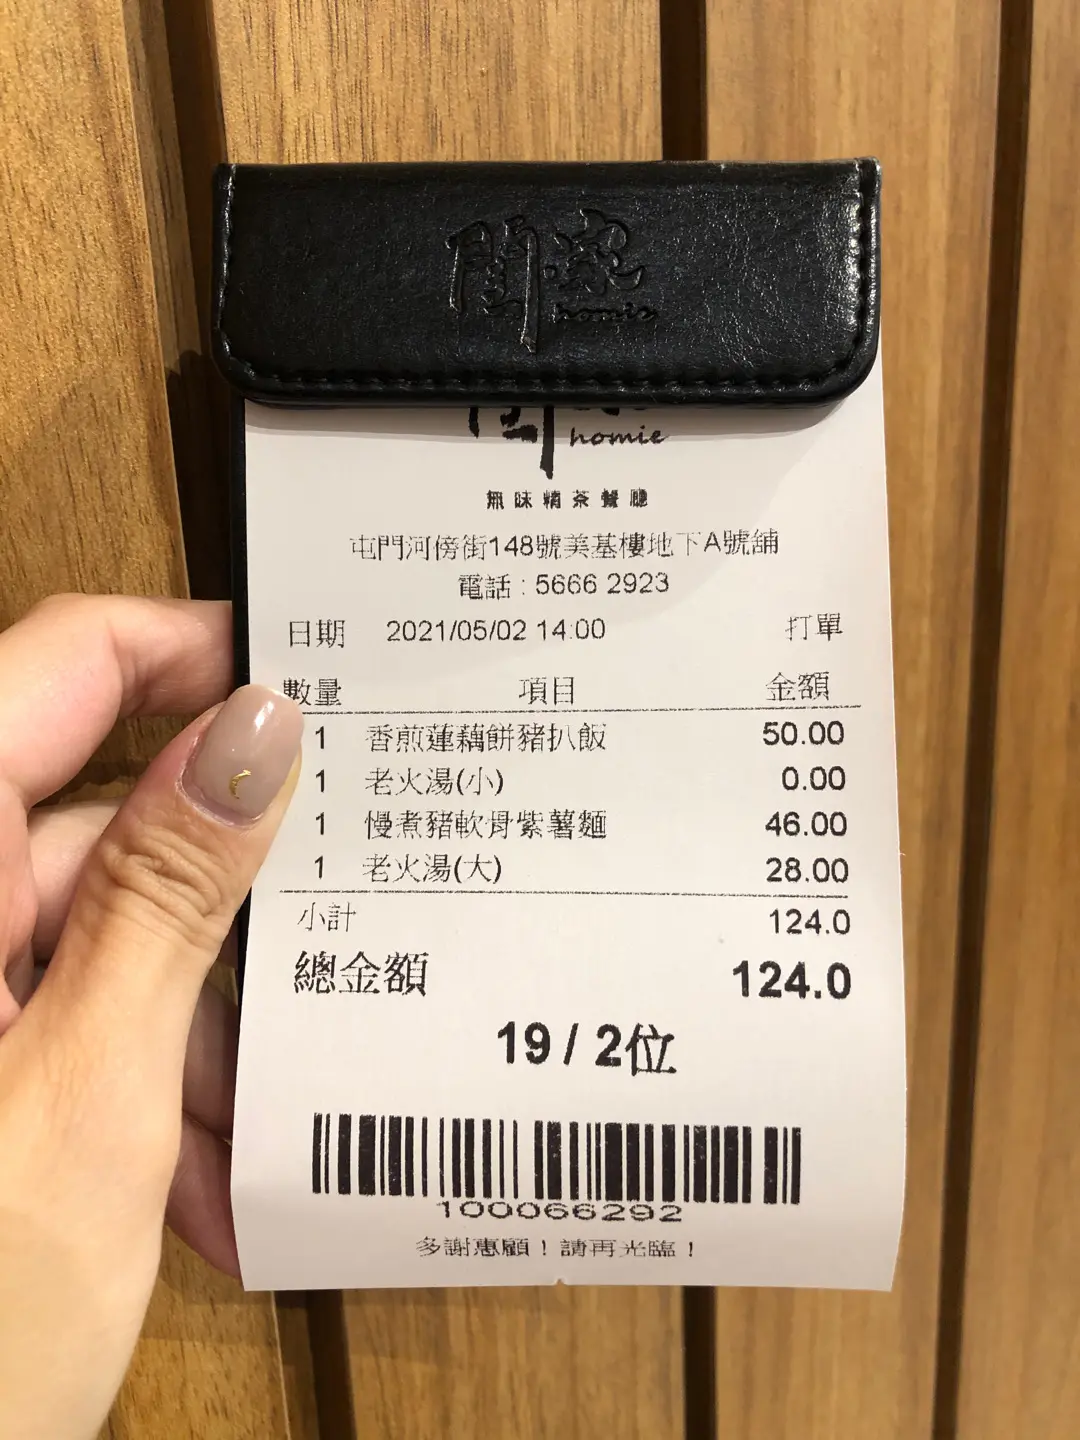 閨家
homie
homie
無味精茶餐廳
屯門河傍街148號美基樓地下A號舖
電話 : 5666 2923
日期 2021/05/02 14:00 打單
數量 項目 金額
1 香煎蓮藕餅豬扒飯 50.00
1 老火湯(小) 0.00
1 慢煮豬軟骨紫薯麵 46.00
1 老火湯(大) 28.00
小計 124.0
總金額 124.0
19 / 2位
100066292
多謝惠顧！請再光臨！